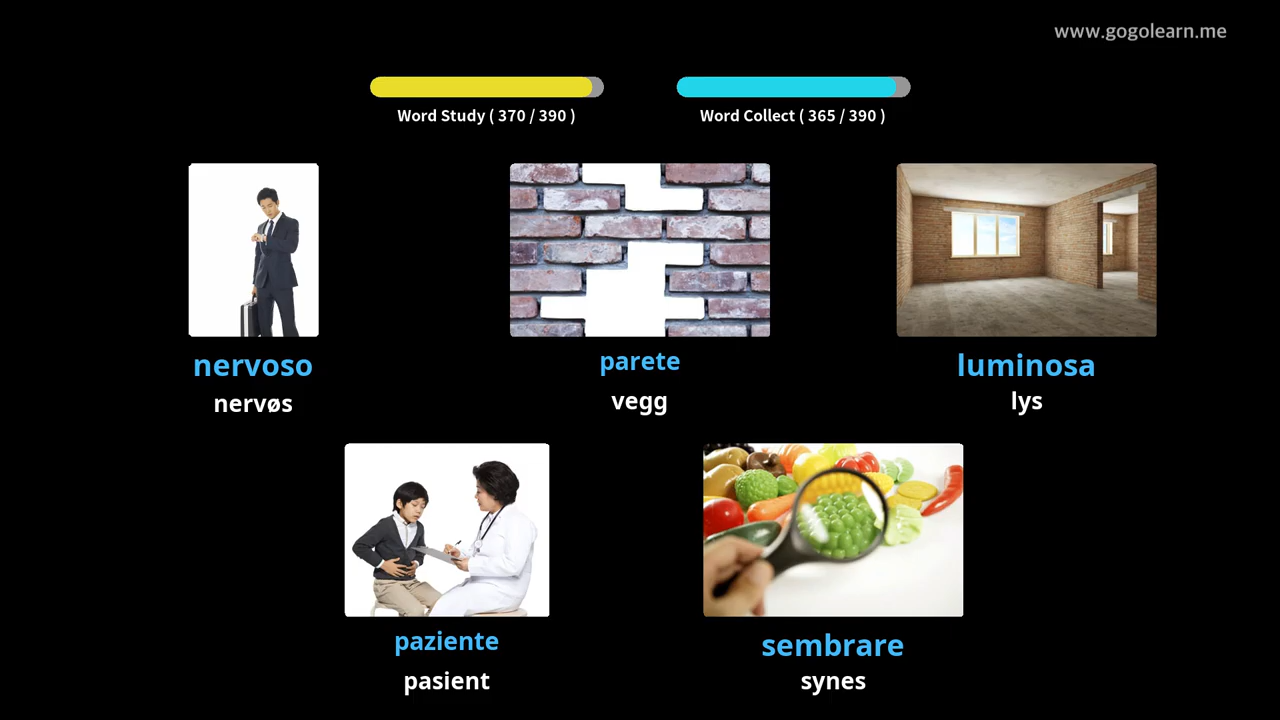 www.gogolearn.me
Word Study ( 370 / 390 )
Word Collect ( 365 / 390 )
nervoso
nervøs
parete
vegg
luminosa
lys
paziente
pasient
sembrare
synes